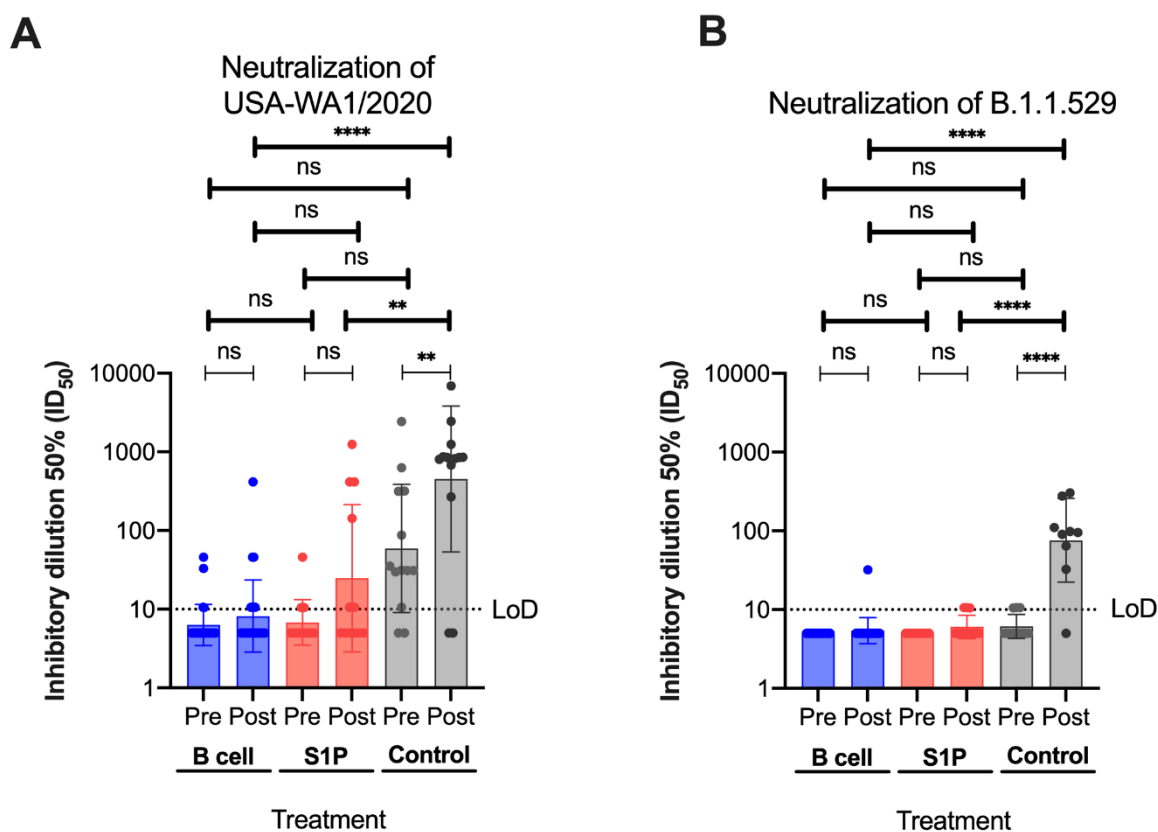 A
Neutralization of
USA-WA1/2020
****
ns
ns
ns
ns
**
ns
ns
**
Inhibitory dilution 50% (ID50)
10000
1000
100
10
1
LoD
Pre Post Pre Post Pre Post
B cell
S1P
Control
Treatment
B
Neutralization of B.1.1.529
****
ns
ns
ns
ns
****
ns
ns
****
Inhibitory dilution 50% (ID50)
10000
1000
100
10
1
LoD
Pre Post Pre Post Pre Post
B cell
S1P
Control
Treatment